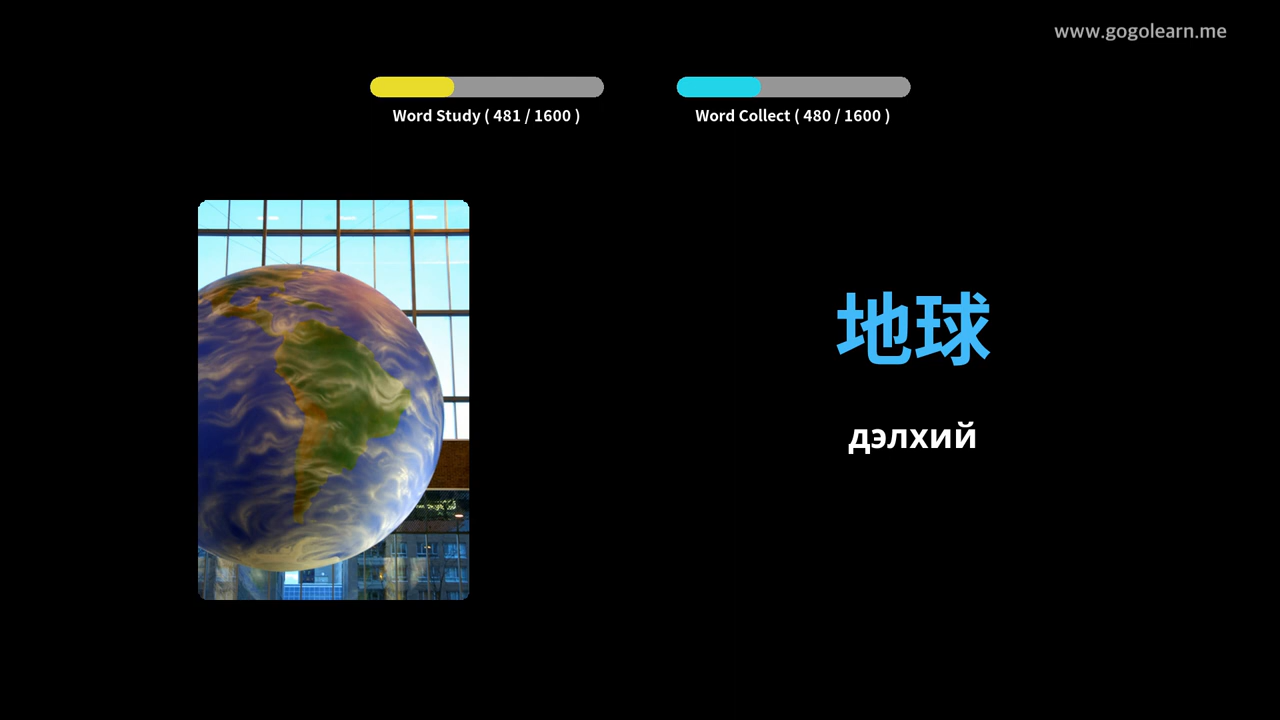 www.gogolearn.me
Word Study ( 481 / 1600 )
Word Collect ( 480 / 1600 )
地球
дэлхий